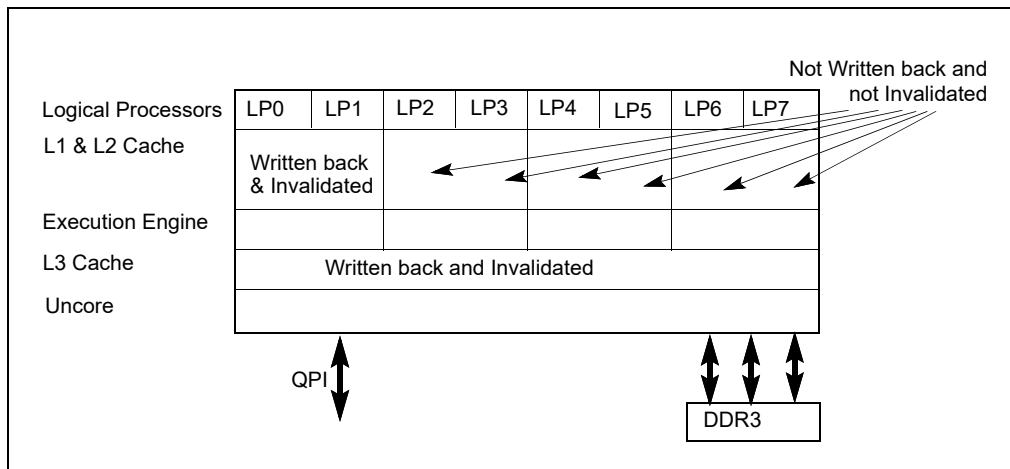 Not Written back and
not Invalidated
Logical Processors LP0 LP1 LP2 LP3 LP4 LP5 LP6 LP7
L1 & L2 Cache
Written back
& Invalidated
Execution Engine
L3 Cache Written back and Invalidated
Uncore
QPI
DDR3